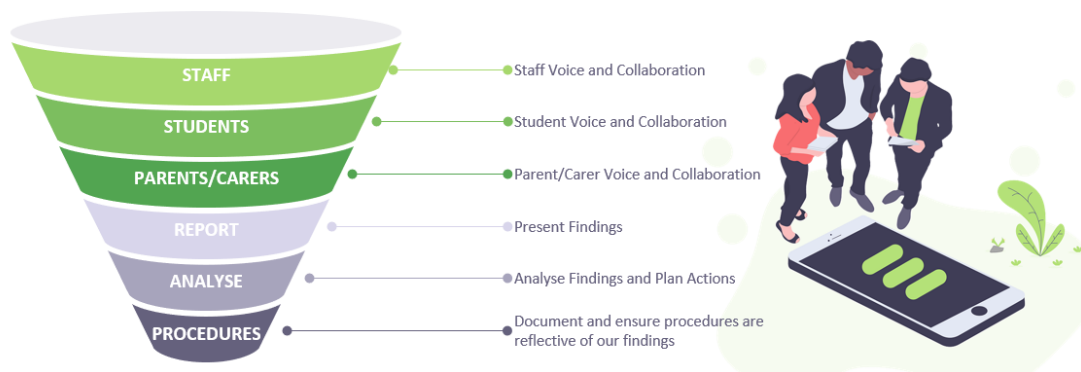 STAFF
Staff Voice and Collaboration
STUDENTS
Student Voice and Collaboration
PARENTS/CARERS
Parent/Carer Voice and Collaboration
REPORT
Present Findings
ANALYSE
Analyse Findings and Plan Actions
PROCEDURES
Document and ensure procedures are
reflective of our findings